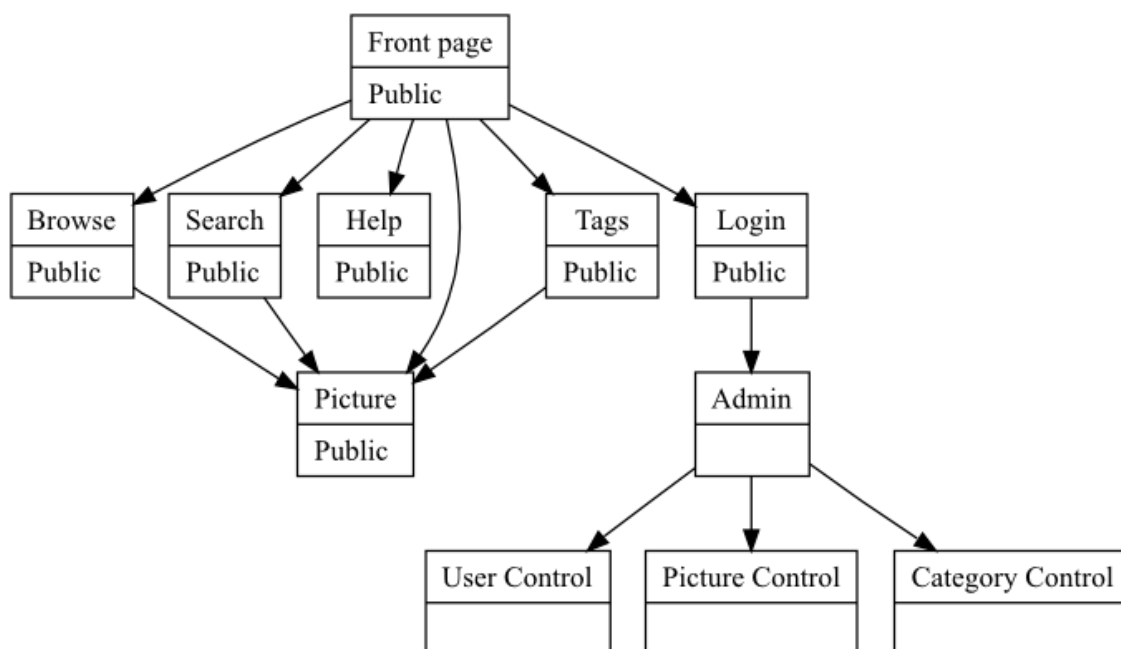 Front page
Public
Browse
Search
Help
Tags
Login
Public
Public
Public
Public
Public
Picture
Admin
Public
User Control
Picture Control
Category Control